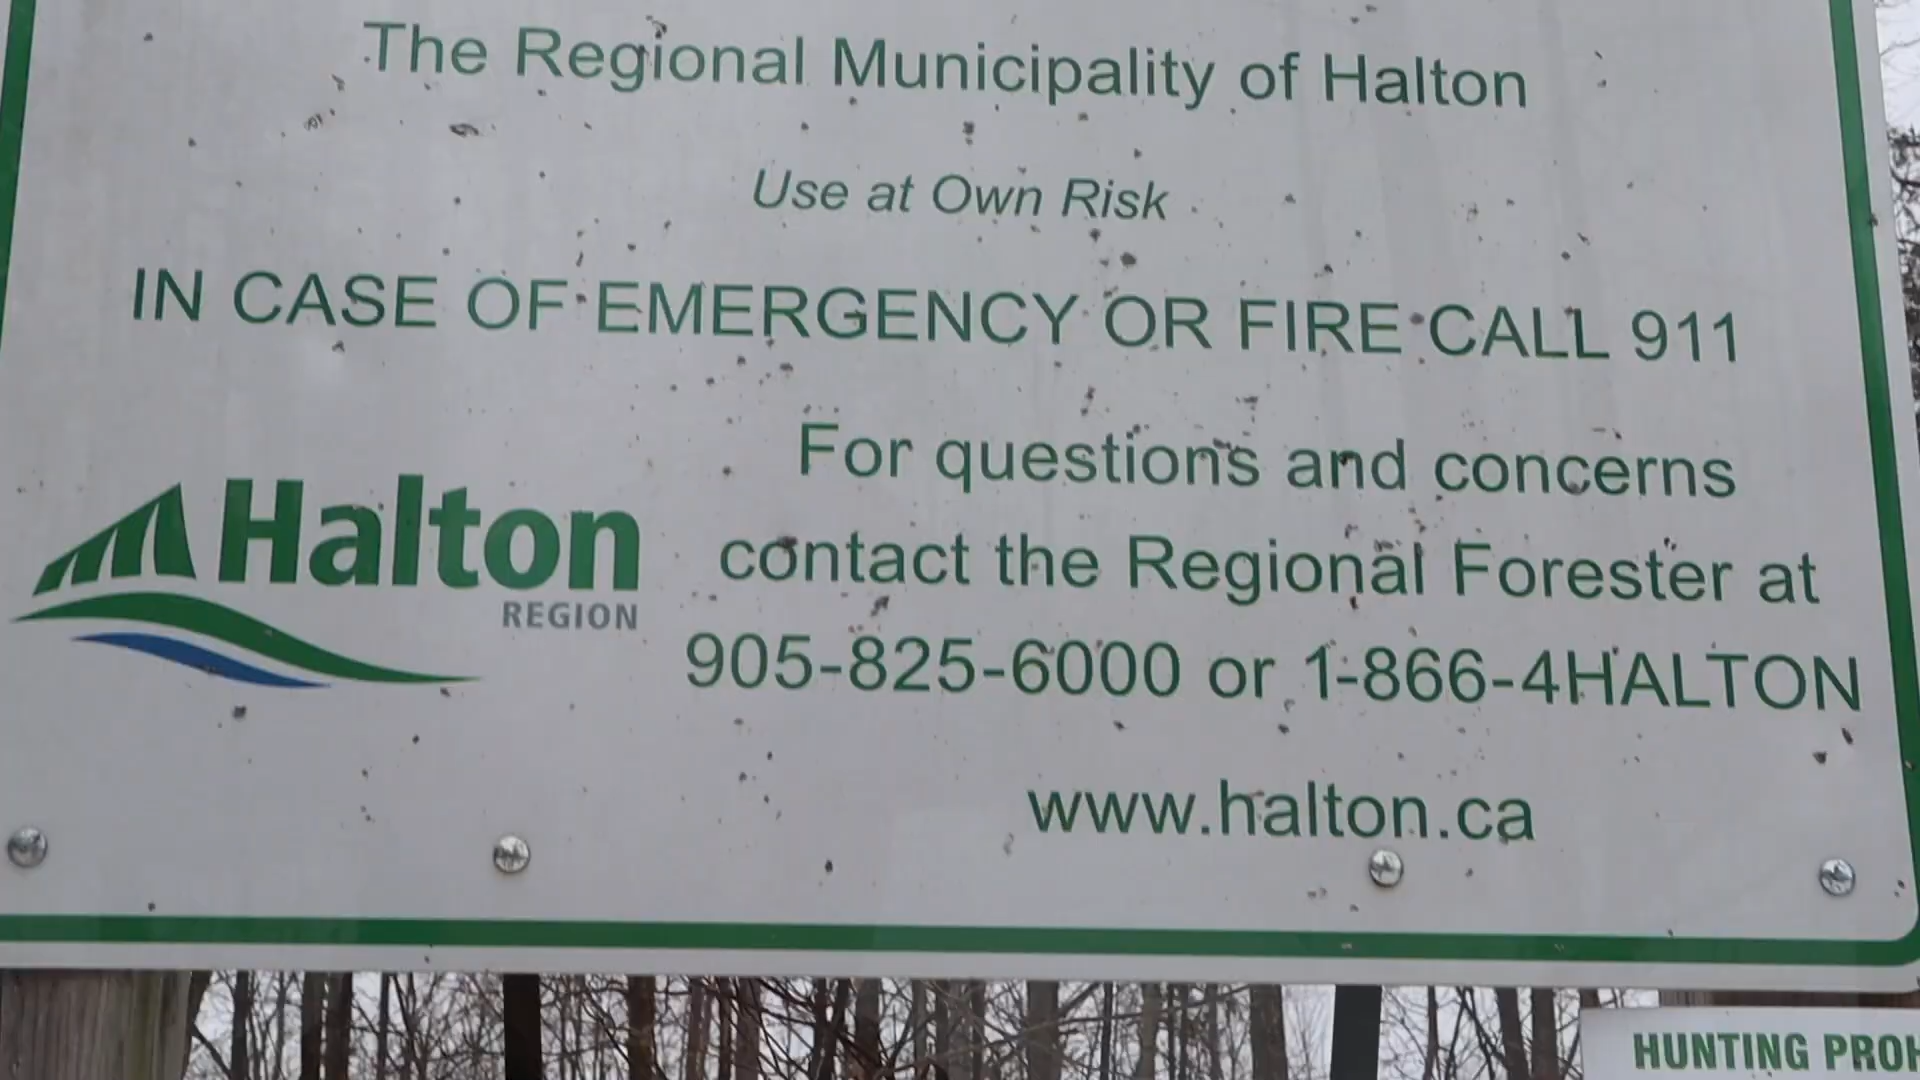 The Regional Municipality of Halton
Use at Own Risk
IN CASE OF EMERGENCY OR FIRE CALL 911
For questions and concerns
contact the Regional Forester at
905-825-6000 or 1-866-4HALTON
www.halton.ca
Halton
REGION
HUNTING